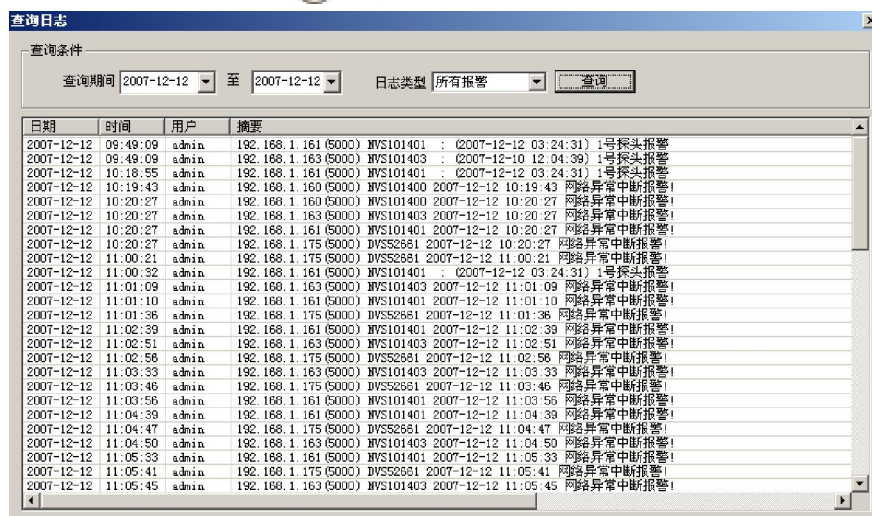 查询日志
查询条件
查询期间 2007-12-12 至 2007-12-12 日志类型 所有报警 查询
日期 时间 用户 摘要
2007-12-12 09:49:09 admin 192.168.1.161(5000) NVS101401 : (2007-12-12 03:24:31) 1号探头报警
2007-12-12 09:49:09 admin 192.168.1.163(5000) NVS101403 : (2007-12-10 12:04:39) 1号探头报警
2007-12-12 10:18:55 admin 192.168.1.161(5000) NVS101401 : (2007-12-12 03:24:31) 1号探头报警
2007-12-12 10:19:43 admin 192.168.1.160(5000) NVS101400 2007-12-12 10:19:43 网络异常中断报警!
2007-12-12 10:20:27 admin 192.168.1.160(5000) NVS101400 2007-12-12 10:20:27 网络异常中断报警!
2007-12-12 10:20:27 admin 192.168.1.163(5000) NVS101403 2007-12-12 10:20:27 网络异常中断报警!
2007-12-12 10:20:27 admin 192.168.1.161(5000) NVS101401 2007-12-12 10:20:27 网络异常中断报警!
2007-12-12 10:20:27 admin 192.168.1.175(5000) DVS52661 2007-12-12 10:20:27 网络异常中断报警!
2007-12-12 11:00:21 admin 192.168.1.175(5000) DVS52661 2007-12-12 11:00:21 网络异常中断报警!
2007-12-12 11:00:32 admin 192.168.1.161(5000) NVS101401 : (2007-12-12 03:24:31) 1号探头报警
2007-12-12 11:01:09 admin 192.168.1.163(5000) NVS101403 2007-12-12 11:01:09 网络异常中断报警!
2007-12-12 11:01:10 admin 192.168.1.161(5000) NVS101401 2007-12-12 11:01:10 网络异常中断报警!
2007-12-12 11:01:36 admin 192.168.1.175(5000) DVS52661 2007-12-12 11:01:36 网络异常中断报警!
2007-12-12 11:02:39 admin 192.168.1.161(5000) NVS101401 2007-12-12 11:02:39 网络异常中断报警!
2007-12-12 11:02:51 admin 192.168.1.163(5000) NVS101403 2007-12-12 11:02:51 网络异常中断报警!
2007-12-12 11:02:56 admin 192.168.1.175(5000) DVS52661 2007-12-12 11:02:56 网络异常中断报警!
2007-12-12 11:03:33 admin 192.168.1.163(5000) NVS101403 2007-12-12 11:03:33 网络异常中断报警!
2007-12-12 11:03:46 admin 192.168.1.175(5000) DVS52661 2007-12-12 11:03:46 网络异常中断报警!
2007-12-12 11:03:56 admin 192.168.1.161(5000) NVS101401 2007-12-12 11:03:56 网络异常中断报警!
2007-12-12 11:04:39 admin 192.168.1.161(5000) NVS101401 2007-12-12 11:04:39 网络异常中断报警!
2007-12-12 11:04:47 admin 192.168.1.175(5000) DVS52661 2007-12-12 11:04:47 网络异常中断报警!
2007-12-12 11:04:50 admin 192.168.1.163(5000) NVS101403 2007-12-12 11:04:50 网络异常中断报警!
2007-12-12 11:05:33 admin 192.168.1.161(5000) NVS101401 2007-12-12 11:05:33 网络异常中断报警!
2007-12-12 11:05:41 admin 192.168.1.175(5000) DVS52661 2007-12-12 11:05:41 网络异常中断报警!
2007-12-12 11:05:45 admin 192.168.1.163(5000) NVS101403 2007-12-12 11:05:45 网络异常中断报警!